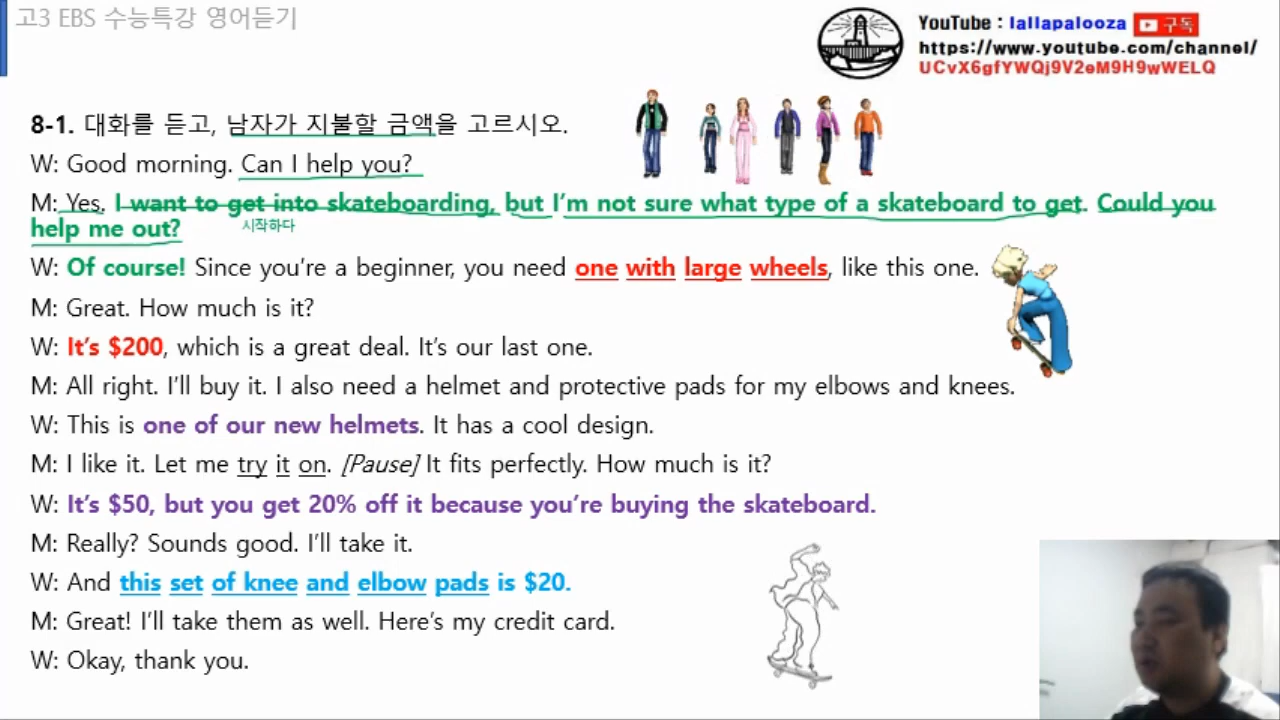 고3 EBS 수능특강 영어듣기
YouTube : lallapalooza 구독
https://www.youtube.com/channel/
UCvX6gfYWQj9V2eM9H9wWELQ
8-1. 대화를 듣고, 남자가 지불할 금액을 고르시오.
W: Good morning. Can I help you?
M: Yes. I want to get into skateboarding, but I'm not sure what type of a skateboard to get. Could you
시작하다
help me out?
W: Of course! Since you're a beginner, you need one with large wheels, like this one.
M: Great. How much is it?
W: It's $200, which is a great deal. It's our last one.
M: All right. I'll buy it. I also need a helmet and protective pads for my elbows and knees.
W: This is one of our new helmets. It has a cool design.
M: I like it. Let me try it on. [Pause] It fits perfectly. How much is it?
W: It's $50, but you get 20% off it because you're buying the skateboard.
M: Really? Sounds good. I'll take it.
W: And this set of knee and elbow pads is $20.
M: Great! I'll take them as well. Here's my credit card.
W: Okay, thank you.